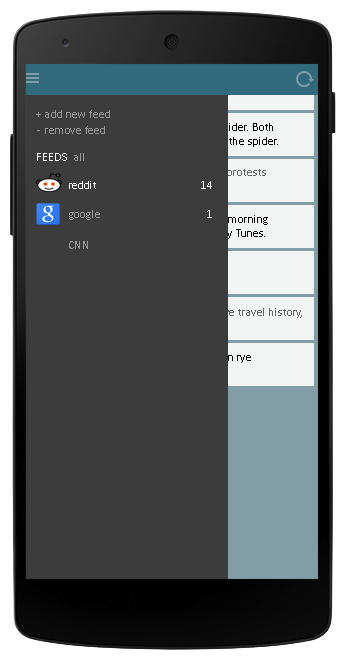 + add new feed
- remove feed
FEEDS all
reddit 14
g google 1
CNN
ider. Both
the spider.
protests
morning
y Tunes.
e travel history,
n rye